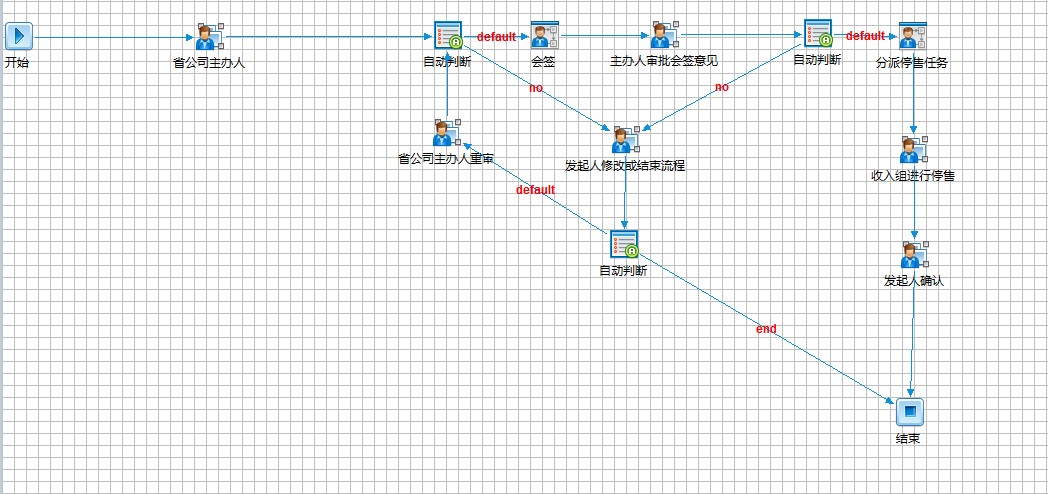 开始
省公司主办人
自动判断
default
会签
主办人审批会签意见
自动判断
default
分派停售任务
no
no
省公司主办人重审
发起人修改或结束流程
收入组进行停售
default
自动判断
发起人确认
end
结束